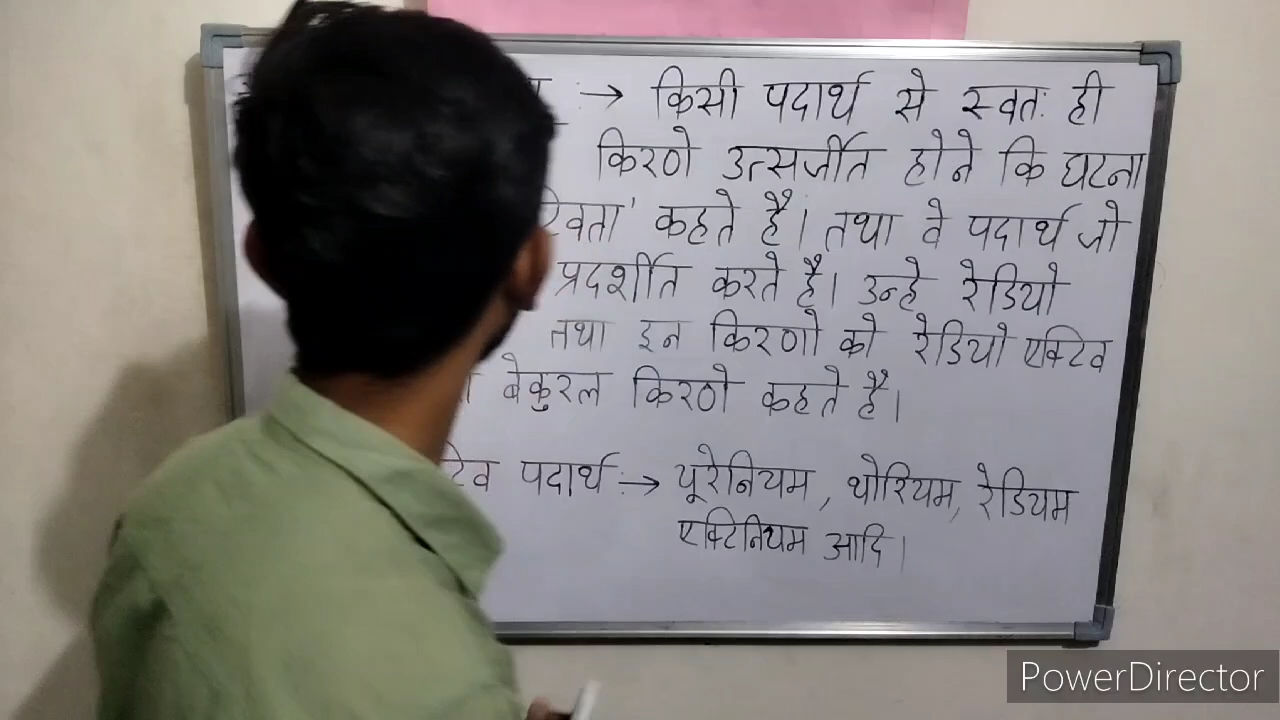 :→ किसी पदार्थ से स्वतः ही
किरणे उत्सर्जीत होने कि घटना
कहते है। तथा वे पदार्थ जो
प्रदर्शीत करते है। उन्हे रेडियो
तथा इन किरणो को रेडियो एक्टिव
बेकुरल किरणे कहते है।
पदार्थ :→ यूरेनियम, थोरियम, रेडियम
एक्टिनियम आदि।
PowerDirector